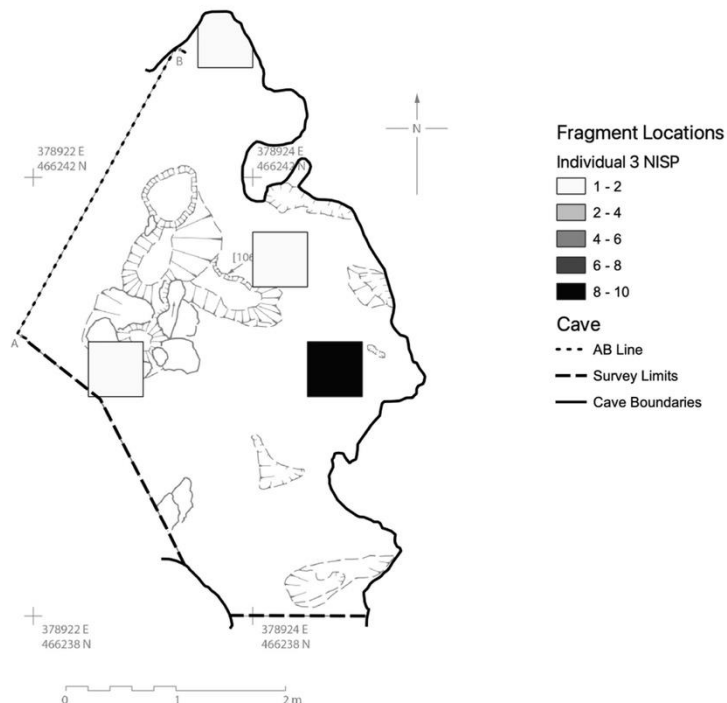 B
N
378922 E
466242 N
378924 E
466242 N
[106
A
378922 E
466238 N
378924 E
466238 N
0 1 2 m
Fragment Locations
Individual 3 NISP
1 - 2
2 - 4
4 - 6
6 - 8
8 - 10
Cave
AB Line
Survey Limits
Cave Boundaries